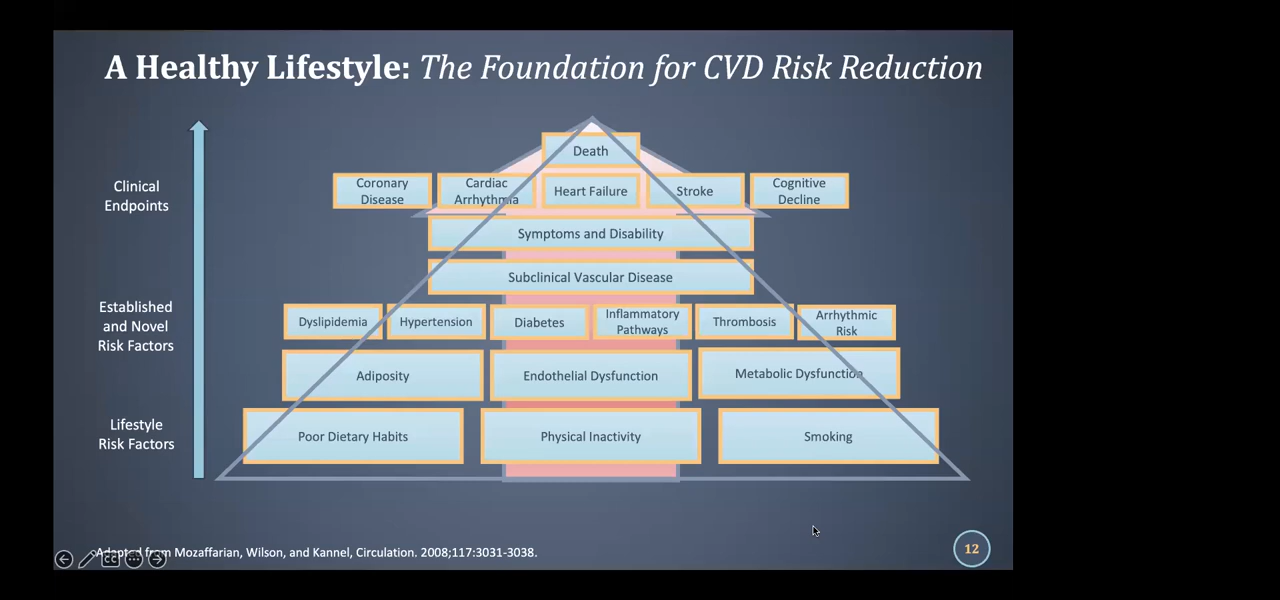 A Healthy Lifestyle: The Foundation for CVD Risk Reduction
Death
Clinical
Endpoints
Coronary
Disease
Cardiac
Arrhythmia
Heart Failure
Stroke
Cognitive
Decline
Symptoms and Disability
Subclinical Vascular Disease
Established
and Novel
Risk Factors
Dyslipidemia
Hypertension
Diabetes
Inflammatory
Pathways
Thrombosis
Arrhythmic
Risk
Adiposity
Endothelial Dysfunction
Metabolic Dysfunction
Lifestyle
Risk Factors
Poor Dietary Habits
Physical Inactivity
Smoking
Adapted from Mozaffarian, Wilson, and Kannel, Circulation. 2008;117:3031-3038.
CC
12